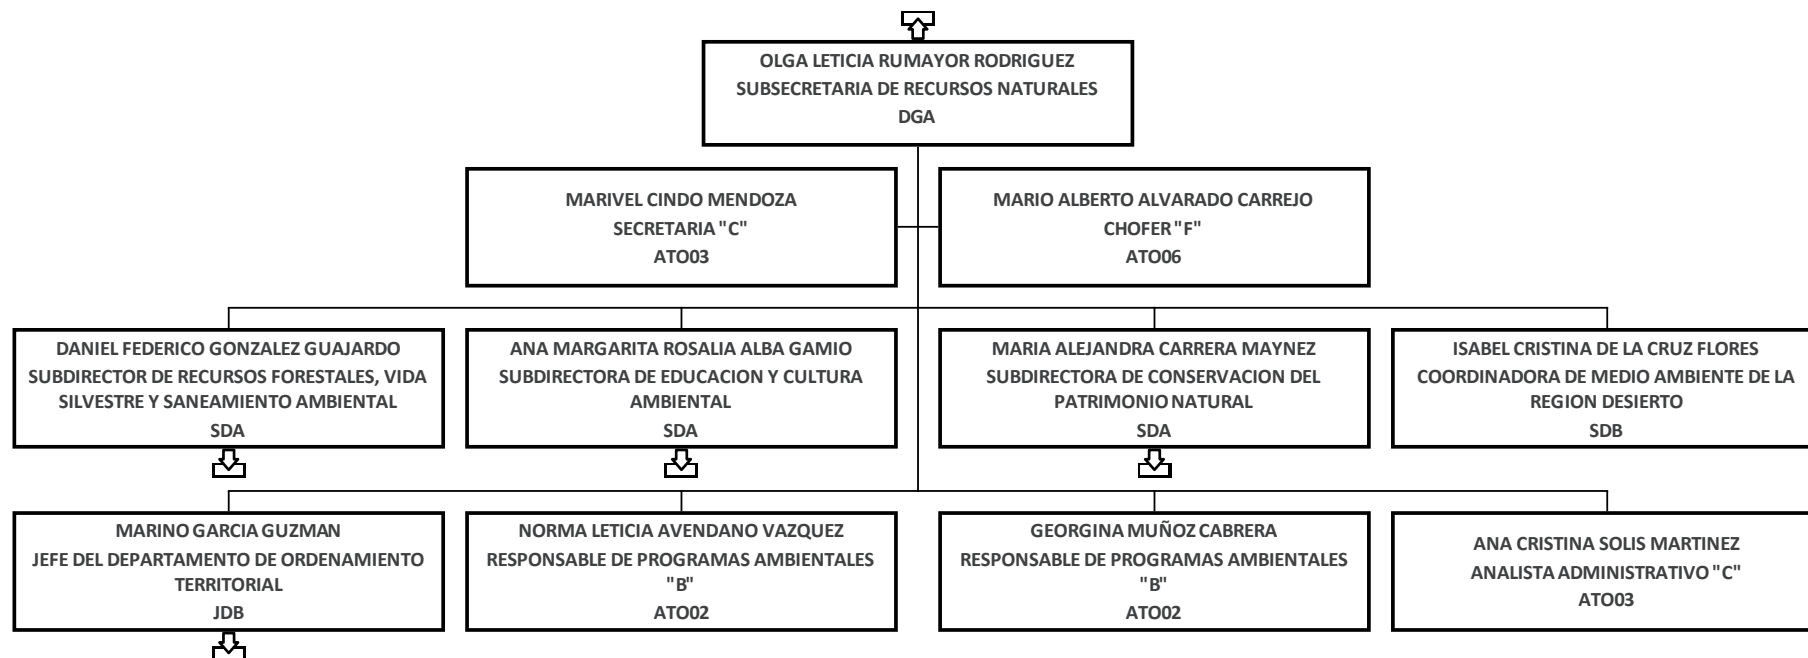 OLGA LETICIA RUMAYOR RODRIGUEZ
SUBSECRETARIA DE RECURSOS NATURALES
DGA
MARIVEL CINDO MENDOZA
SECRETARIA "C"
ATO03
MARIO ALBERTO ALVARADO CARREJO
CHOFER "F"
ATO06
DANIEL FEDERICO GONZALEZ GUAJARDO
SUBDIRECTOR DE RECURSOS FORESTALES, VIDA
SILVESTRE Y SANEAMIENTO AMBIENTAL
SDA
ANA MARGARITA ROSALIA ALBA GAMIO
SUBDIRECTORA DE EDUCACION Y CULTURA
AMBIENTAL
SDA
MARIA ALEJANDRA CARRERA MAYNEZ
SUBDIRECTORA DE CONSERVACION DEL
PATRIMONIO NATURAL
SDA
ISABEL CRISTINA DE LA CRUZ FLORES
COORDINADORA DE MEDIO AMBIENTE DE LA
REGION DESIERTO
SDB
MARINO GARCIA GUZMAN
JEFE DEL DEPARTAMENTO DE ORDENAMIENTO
TERRITORIAL
JDB
NORMA LETICIA AVENDANO VAZQUEZ
RESPONSABLE DE PROGRAMAS AMBIENTALES
"B"
ATO02
GEORGINA MUÑOZ CABRERA
RESPONSABLE DE PROGRAMAS AMBIENTALES
"B"
ATO02
ANA CRISTINA SOLIS MARTINEZ
ANALISTA ADMINISTRATIVO "C"
ATO03